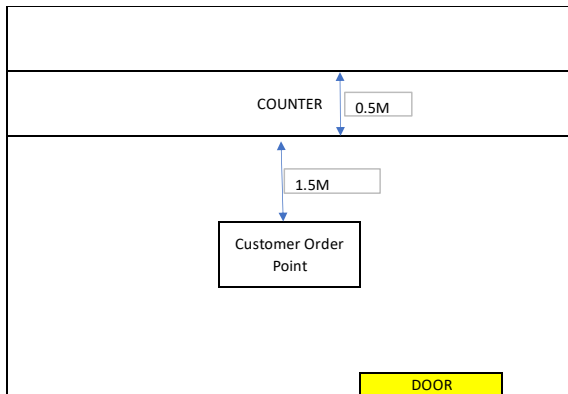 COUNTER
0.5M
1.5M
Customer Order
Point
DOOR